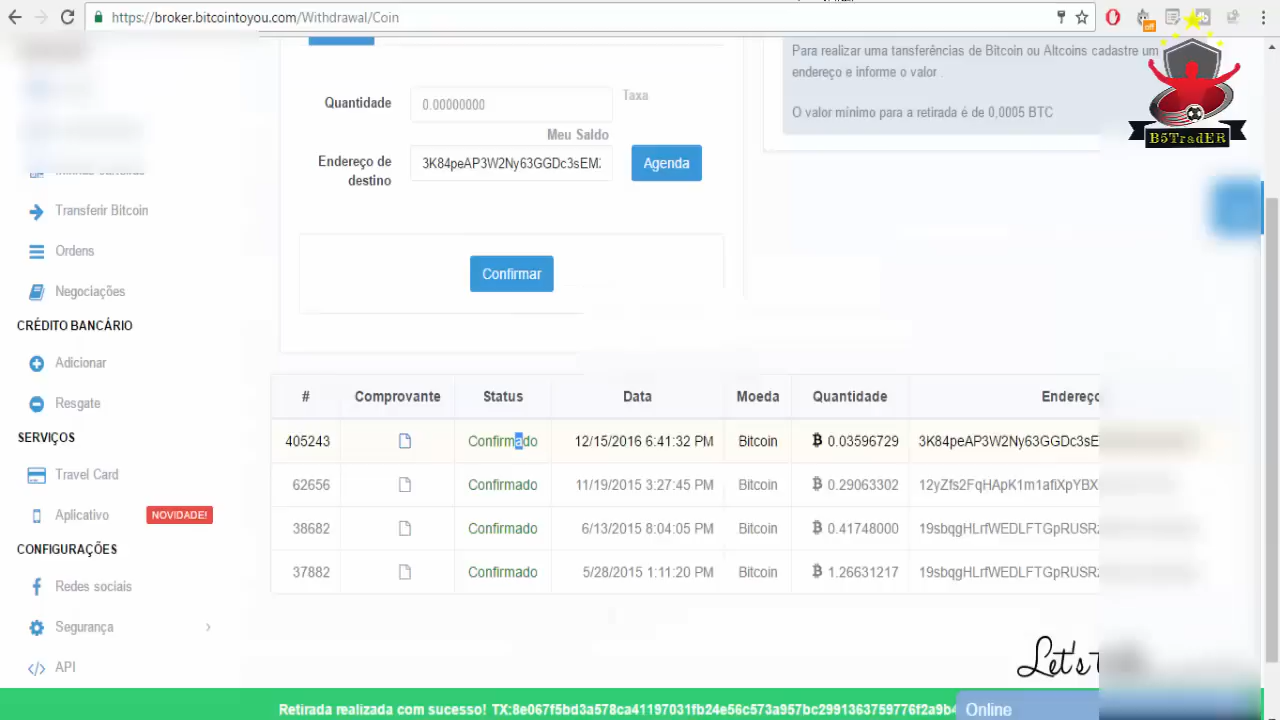 https://broker.bitcointoyou.com/Withdrawal/Coin
off
Para realizar uma tansferências de Bitcoin ou Altcoins cadastre um
endereço e informe o valor
O valor mínimo para a retirada é de 0,0005 BTC
B5TradER
Quantidade
0.00000000
Taxa
Meu Saldo
Endereço de
destino
3K84peAP3W2Ny63GGDc3sEM
Agenda
Confirmar
Transferir Bitcoin
Ordens
Negociações
CRÉDITO BANCÁRIO
Adicionar
Resgate
SERVIÇOS
Travel Card
Aplicativo NOVIDADE!
CONFIGURAÇÕES
Redes sociais
Segurança
API
# Comprovante Status Data Moeda Quantidade Endereço
405243 Confirmado 12/15/2016 6:41:32 PM Bitcoin 0.03596729 3K84peAP3W2Ny63GGDc3sE
62656 Confirmado 11/19/2015 3:27:45 PM Bitcoin 0.29063302 12yZfs2FqHApK1m1afiXpYBX
38682 Confirmado 6/13/2015 8:04:05 PM Bitcoin 0.41748000 19sbqgHLrfWEDLFTGpRUSR
37882 Confirmado 5/28/2015 1:11:20 PM Bitcoin 1.26631217 19sbqgHLrfWEDLFTGpRUSR
Let's
Retirada realizada com sucesso! TX:8e067f5bd3a578ca41197031fb24e56c573a957bc2991363759776f2a9b4
Online